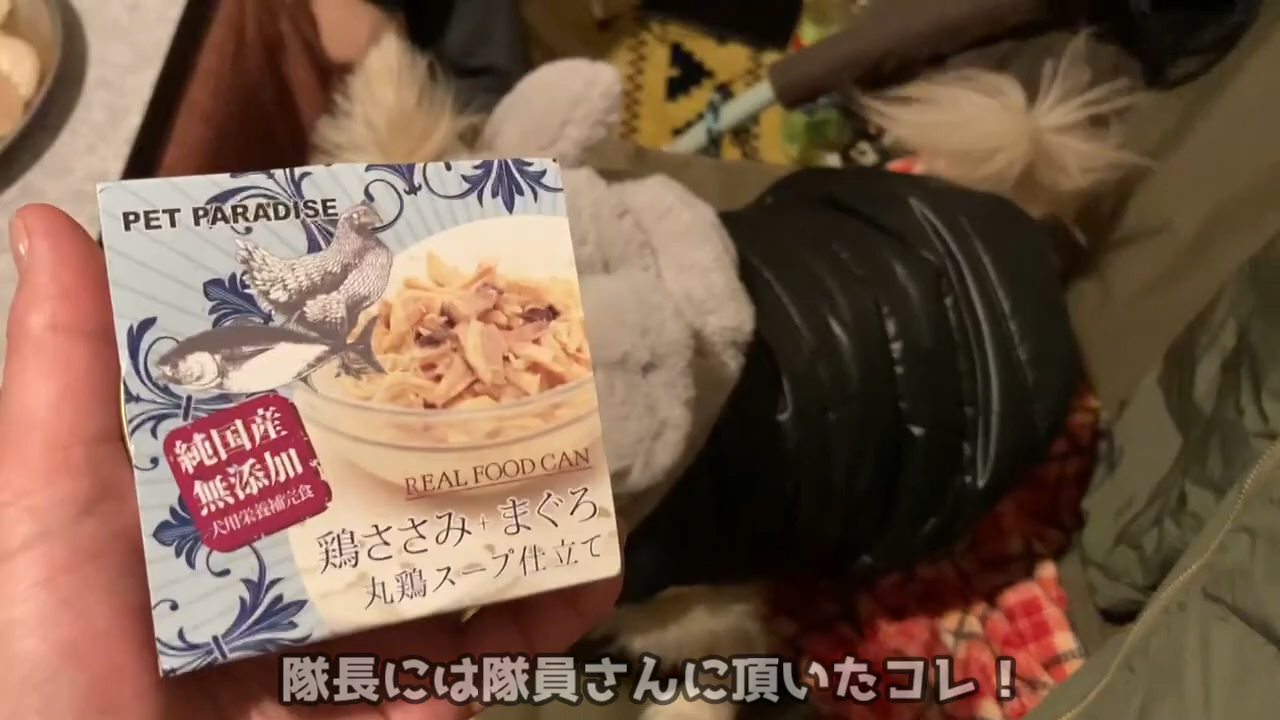 PET PARADISE
純国産
無添加
犬用栄養補完食
REAL FOOD CAN
鶏ささみ+まぐろ
丸鶏スープ仕立て
隊長には隊員さんに頂いたコレ！